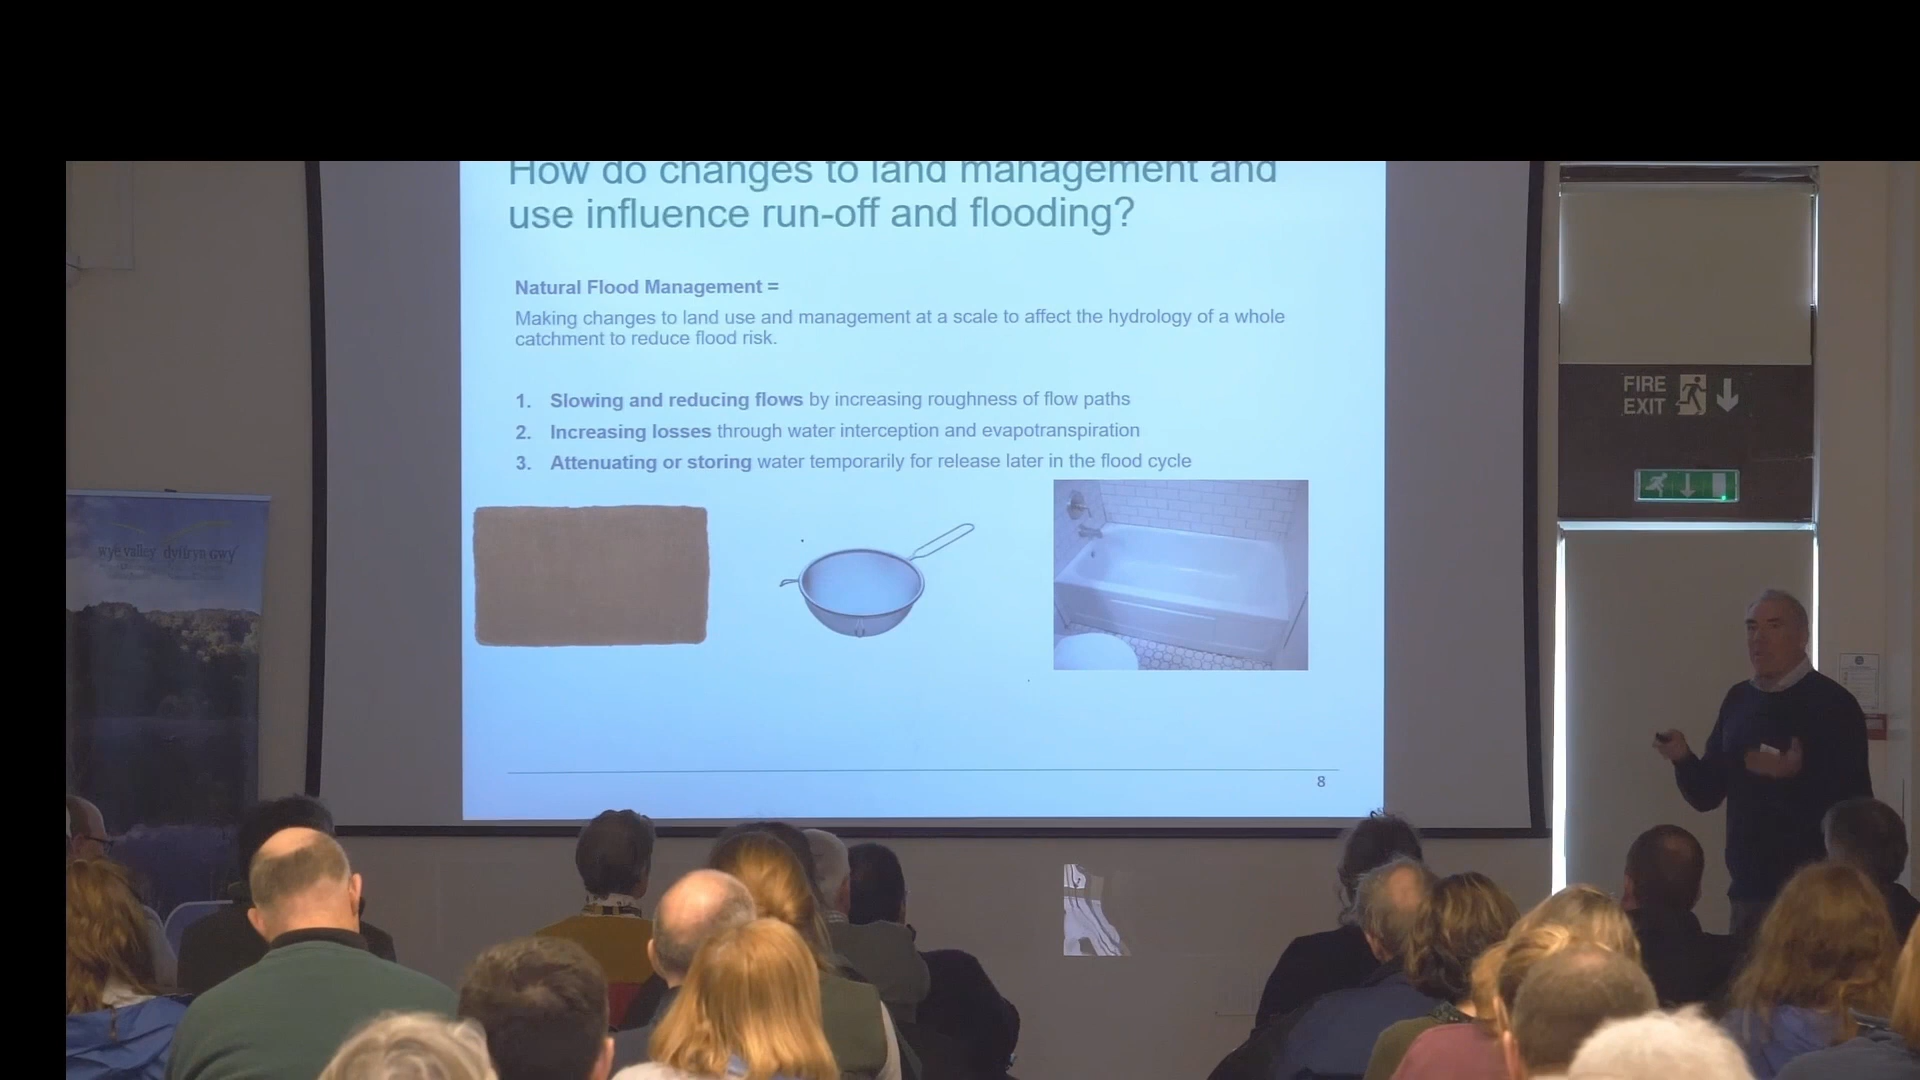 How do changes to land management and
use influence run-off and flooding?
Natural Flood Management =
Making changes to land use and management at a scale to affect the hydrology of a whole
catchment to reduce flood risk.
1. Slowing and reducing flows by increasing roughness of flow paths
2. Increasing losses through water interception and evapotranspiration
3. Attenuating or storing water temporarily for release later in the flood cycle
8
FIRE
EXIT
wye valley dyffryn gwy